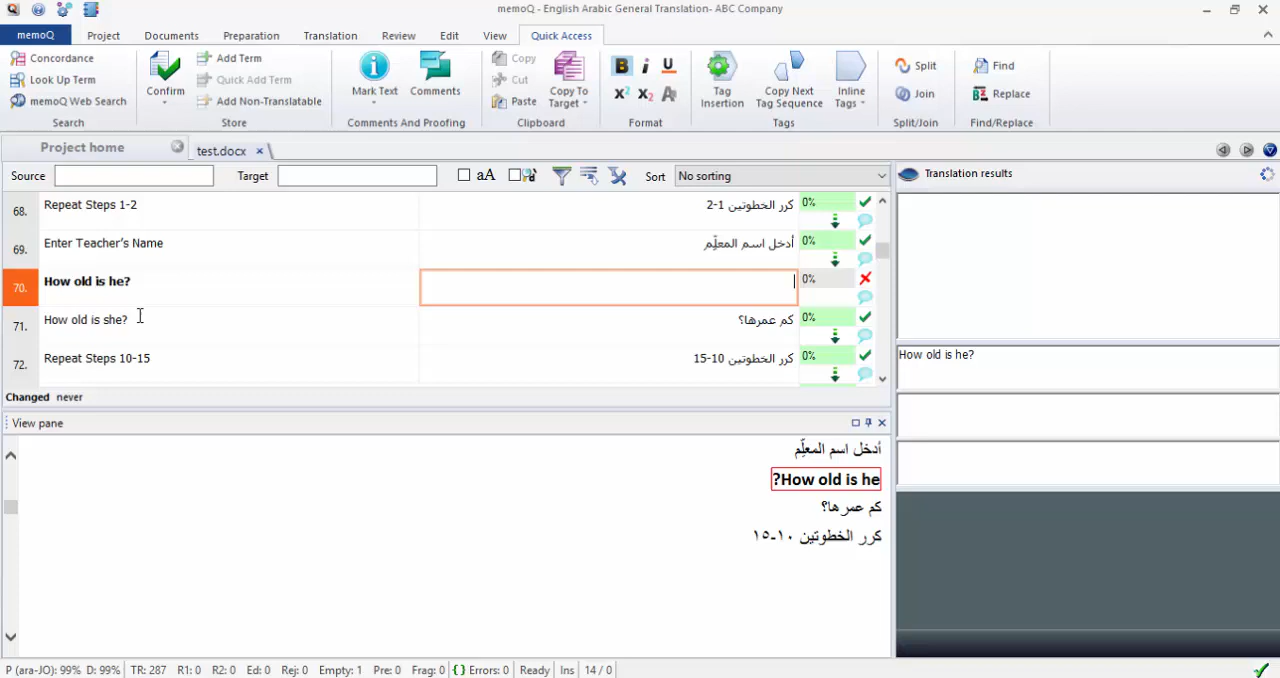 memoQ - English Arabic General Translation- ABC Company
memoQ Project Documents Preparation Translation Review Edit View Quick Access
Concordance
Look Up Term
memoQ Web Search
Search
Confirm
Add Term
Quick Add Term
Add Non-Translatable
Store
Mark Text
Comments
Comments And Proofing
Copy
Cut
Paste
Copy To Target
Clipboard
B i U
X² X₂ A
Format
Tag Insertion
Copy Next Tag Sequence
Inline Tags
Tags
Split
Join
Split/Join
Find
Replace
Find/Replace
Project home test.docx
Source Target aA Sort No sorting
Translation results
68. Repeat Steps 1-2 كرر الخطوتين 1-2 0%
69. Enter Teacher's Name أدخل اسم المعلّم 0%
70. How old is he? 0%
71. How old is she? كم عمرها؟ 0%
72. Repeat Steps 10-15 كرر الخطوتين 10-15 0%
Changed never
How old is he?
View pane
أدخل اسم المعلّم
How old is he?
كم عمرها؟
كرر الخطوتين ١٠-١٥
P (ara-JO): 99% D: 99% TR: 287 R1: 0 R2: 0 Ed: 0 Rej: 0 Empty: 1 Pre: 0 Frag: 0 {} Errors: 0 Ready Ins 14 / 0